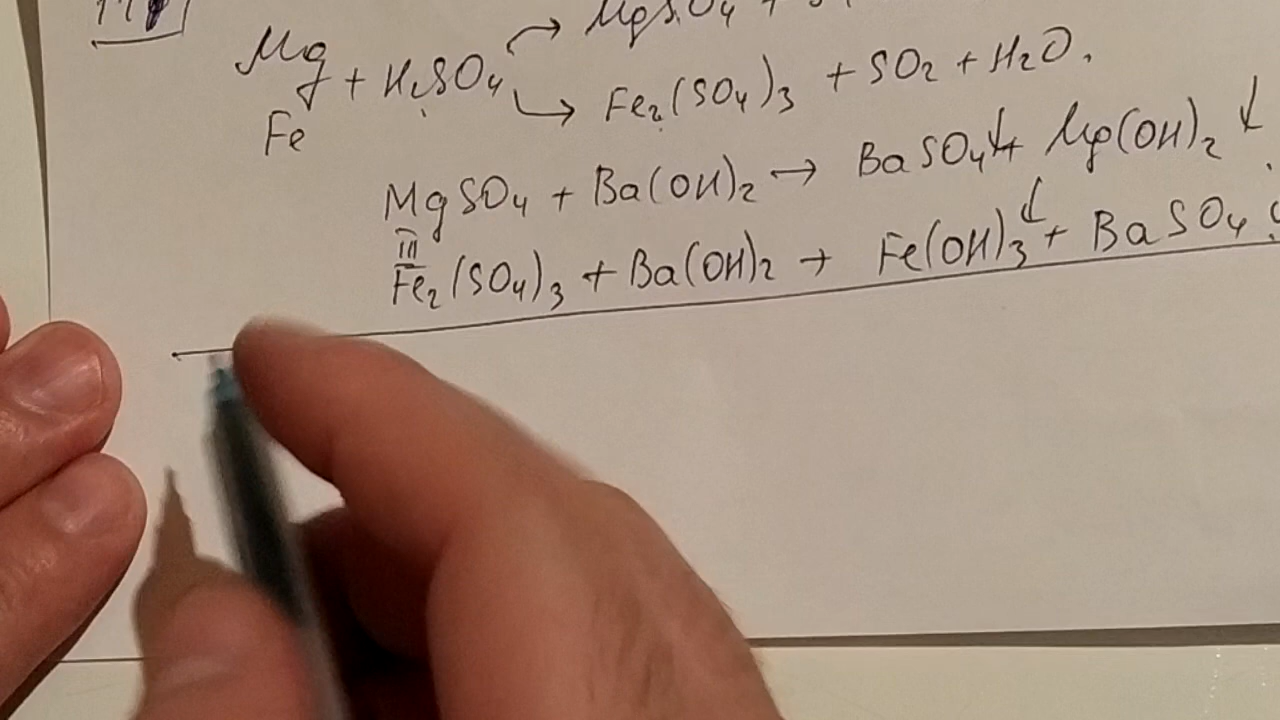 Mg + H₂SO₄ → MgSO₄ +
Fe → Fe₂(SO₄)₃ + SO₂ + H₂O.
MgSO₄ + Ba(OH)₂ → BaSO₄↓ + Mg(OH)₂↓
III
Fe₂(SO₄)₃ + Ba(OH)₂ → Fe(OH)₃↓ + BaSO₄